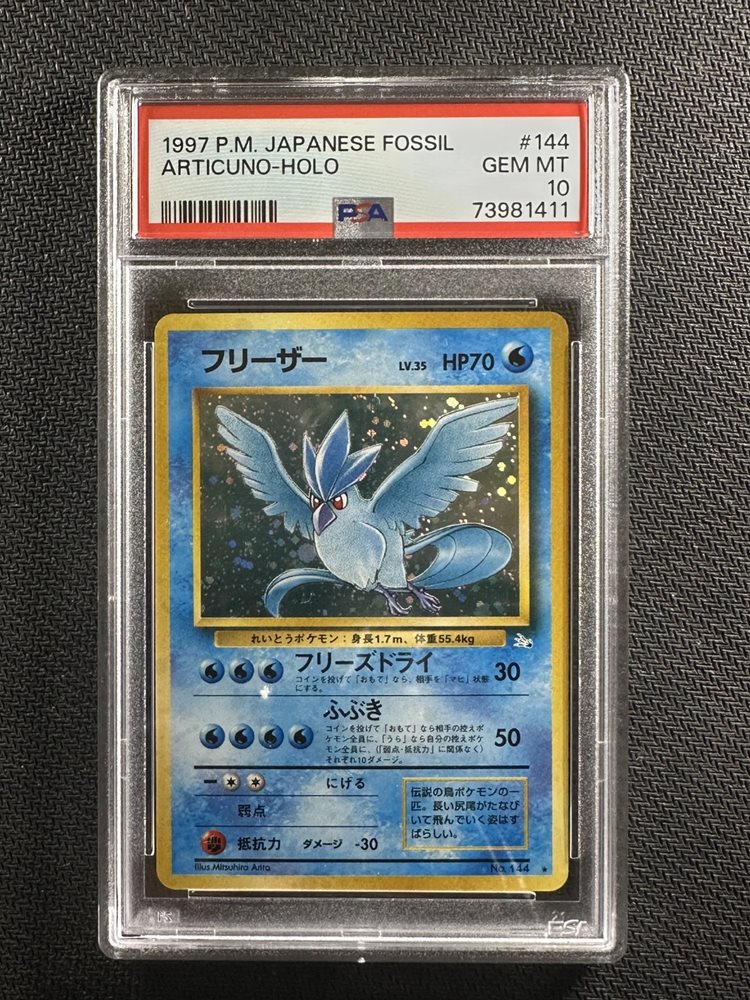 1997 P.M. JAPANESE FOSSIL #144
ARTICUNO-HOLO GEM MT
10
PSA 73981411
フリーザー LV.35 HP70
れいとうポケモン:身長1.7m、体重55.4kg
フリーズドライ 30
コインを投げて「おもて」なら、相手を「マヒ」状態
にする。
ふぶき 50
コインを投げて「おもて」なら相手の控えポ
ケモン全員に、「うら」なら自分の控えポケ
モン全員に、(「弱点・抵抗力」に関係なく)
それぞれ10ダメージ。
にげる
弱点
抵抗力 ダメージ -30
伝説の鳥ポケモンの一
匹。長い尻尾がたなび
いて飛んでいく姿はす
ばらしい。
Illus.Mitsuhiro Arita No. 144